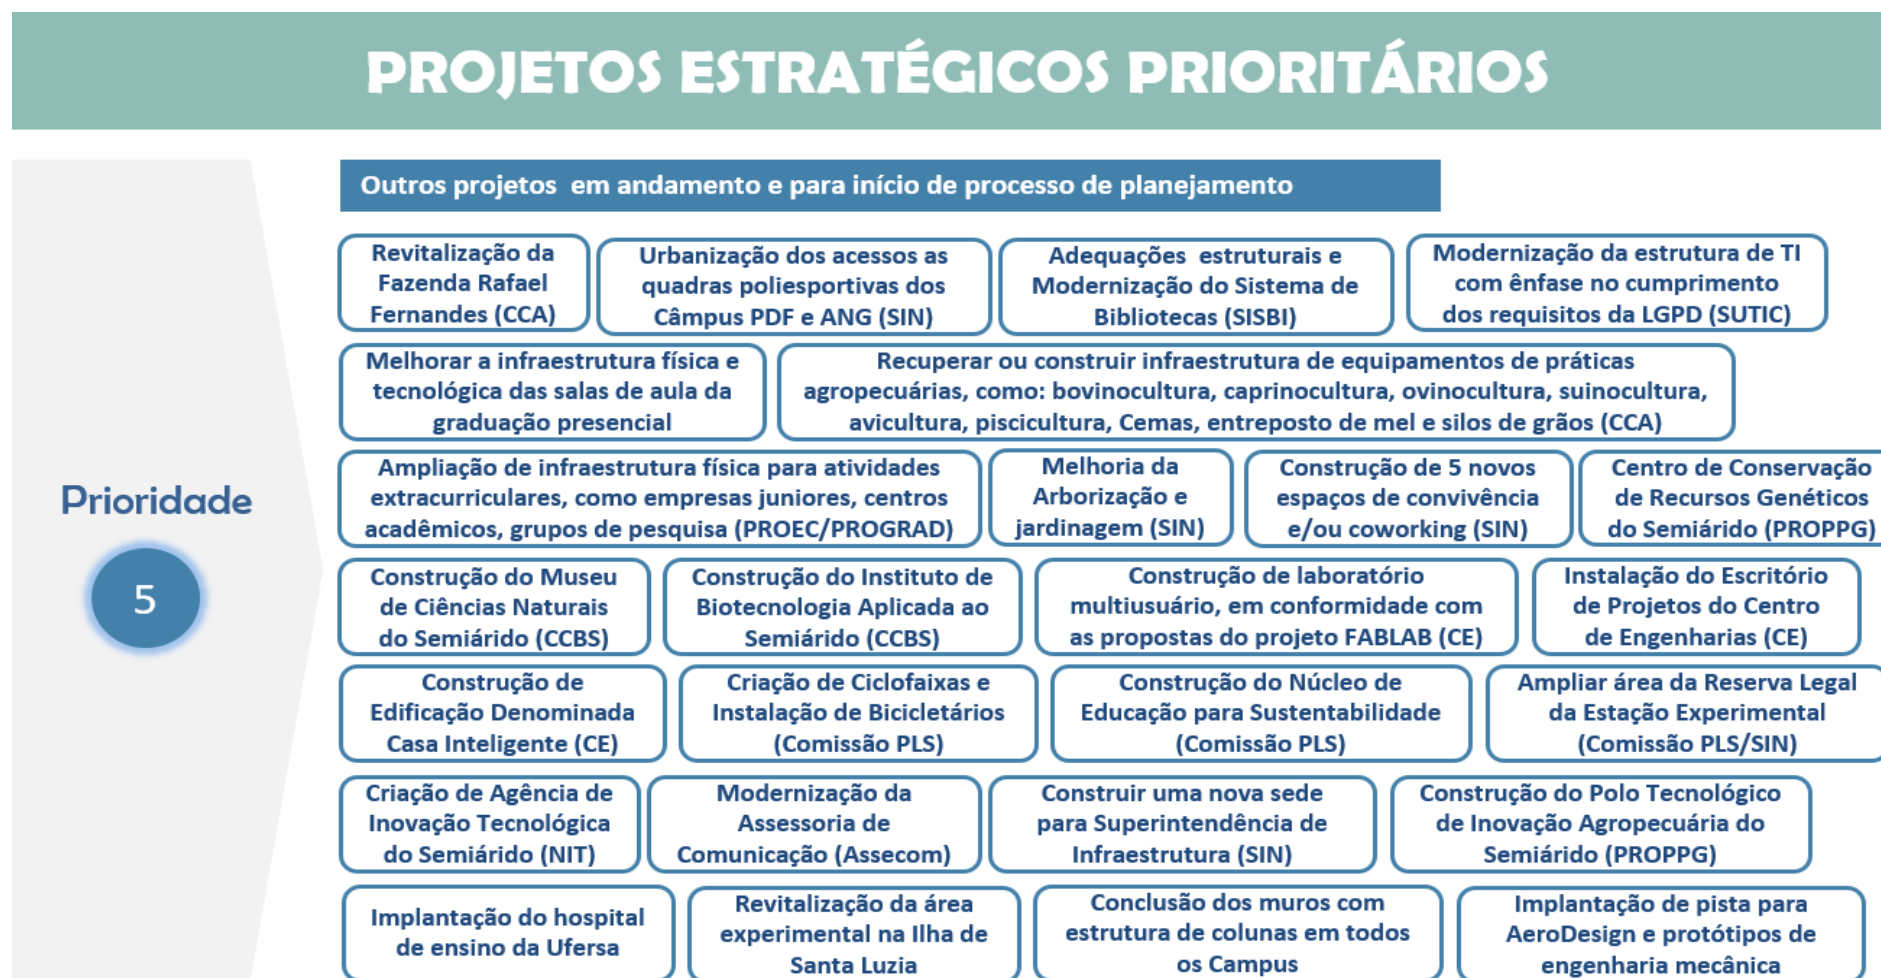 PROJETOS ESTRATÉGICOS PRIORITÁRIOS
Prioridade
5
Outros projetos em andamento e para início de processo de planejamento
Revitalização da
Fazenda Rafael
Fernandes (CCA)
Urbanização dos acessos as
quadras poliesportivas dos
Câmpus PDF e ANG (SIN)
Adequações estruturais e
Modernização do Sistema de
Bibliotecas (SISBI)
Modernização da estrutura de TI
com ênfase no cumprimento
dos requisitos da LGPD (SUTIC)
Melhorar a infraestrutura física e
tecnológica das salas de aula da
graduação presencial
Recuperar ou construir infraestrutura de equipamentos de práticas
agropecuárias, como: bovinocultura, caprinocultura, ovinocultura, suinocultura,
avicultura, piscicultura, Cemas, entreposto de mel e silos de grãos (CCA)
Ampliação de infraestrutura física para atividades
extracurriculares, como empresas juniores, centros
acadêmicos, grupos de pesquisa (PROEC/PROGRAD)
Melhoria da
Arborização e
jardinagem (SIN)
Construção de 5 novos
espaços de convivência
e/ou coworking (SIN)
Centro de Conservação
de Recursos Genéticos
do Semiárido (PROPPG)
Construção do Museu
de Ciências Naturais
do Semiárido (CCBS)
Construção do Instituto de
Biotecnologia Aplicada ao
Semiárido (CCBS)
Construção de laboratório
multiusuário, em conformidade com
as propostas do projeto FABLAB (CE)
Instalação do Escritório
de Projetos do Centro
de Engenharias (CE)
Construção de
Edificação Denominada
Casa Inteligente (CE)
Criação de Ciclofaixas e
Instalação de Bicicletários
(Comissão PLS)
Construção do Núcleo de
Educação para Sustentabilidade
(Comissão PLS)
Ampliar área da Reserva Legal
da Estação Experimental
(Comissão PLS/SIN)
Criação de Agência de
Inovação Tecnológica
do Semiárido (NIT)
Modernização da
Assessoria de
Comunicação (Assecom)
Construir uma nova sede
para Superintendência de
Infraestrutura (SIN)
Construção do Polo Tecnológico
de Inovação Agropecuária do
Semiárido (PROPPG)
Implantação do hospital
de ensino da Ufersa
Revitalização da área
experimental na Ilha de
Santa Luzia
Conclusão dos muros com
estrutura de colunas em todos
os Campus
Implantação de pista para
AeroDesign e protótipos de
engenharia mecânica